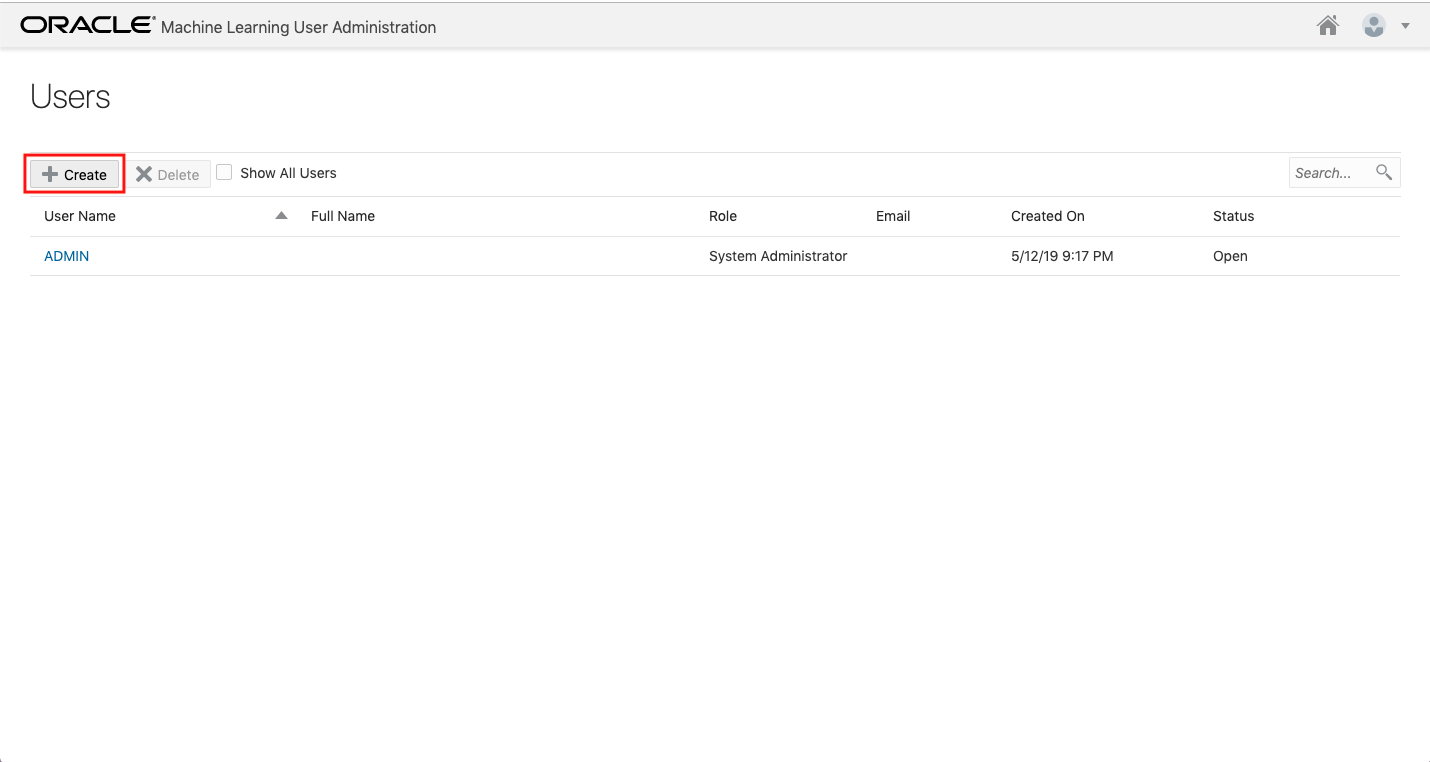 ORACLE® Machine Learning User Administration
Users
Create Delete Show All Users Search...
User Name Full Name Role Email Created On Status
ADMIN System Administrator 5/12/19 9:17 PM Open